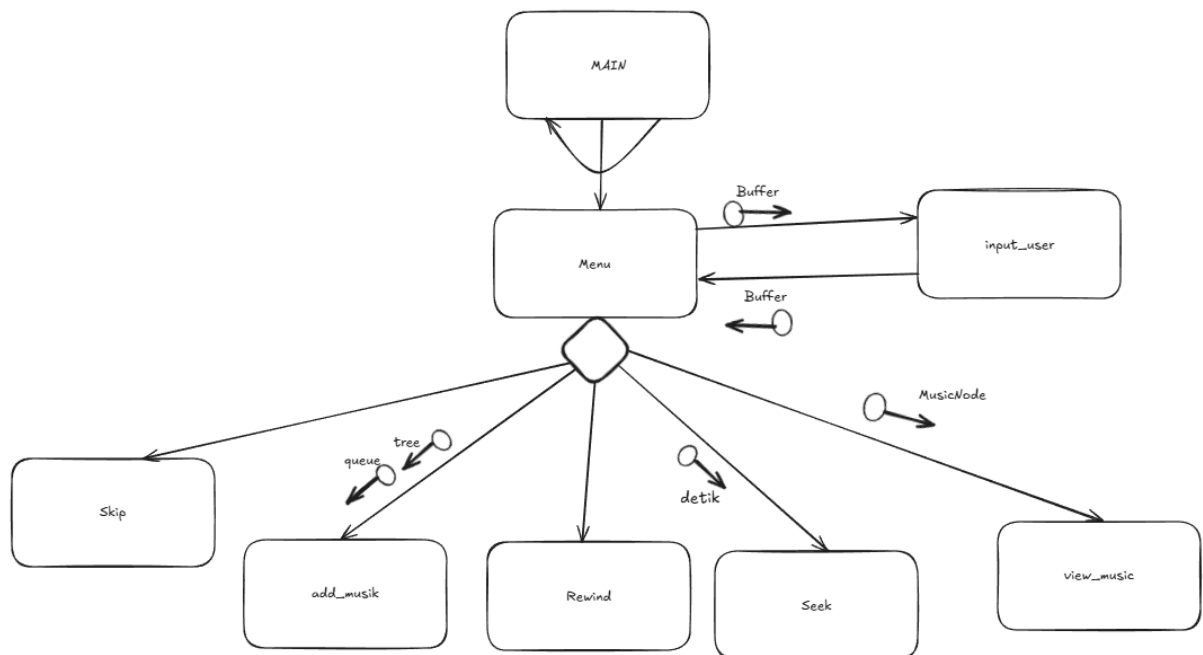 MAIN
Buffer
Menu
input_user
Buffer
MusicNode
tree
queue
detik
Skip
add_musik
Rewind
Seek
view_music